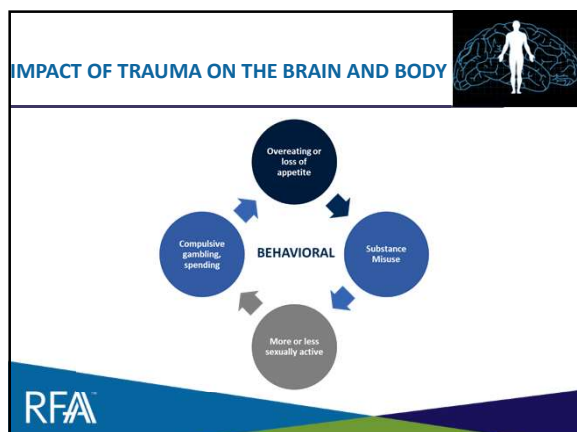 IMPACT OF TRAUMA ON THE BRAIN AND BODY
Overeating or
loss of
appetite
Compulsive
gambling,
spending
BEHAVIORAL
Substance
Misuse
More or less
sexually active
RFA